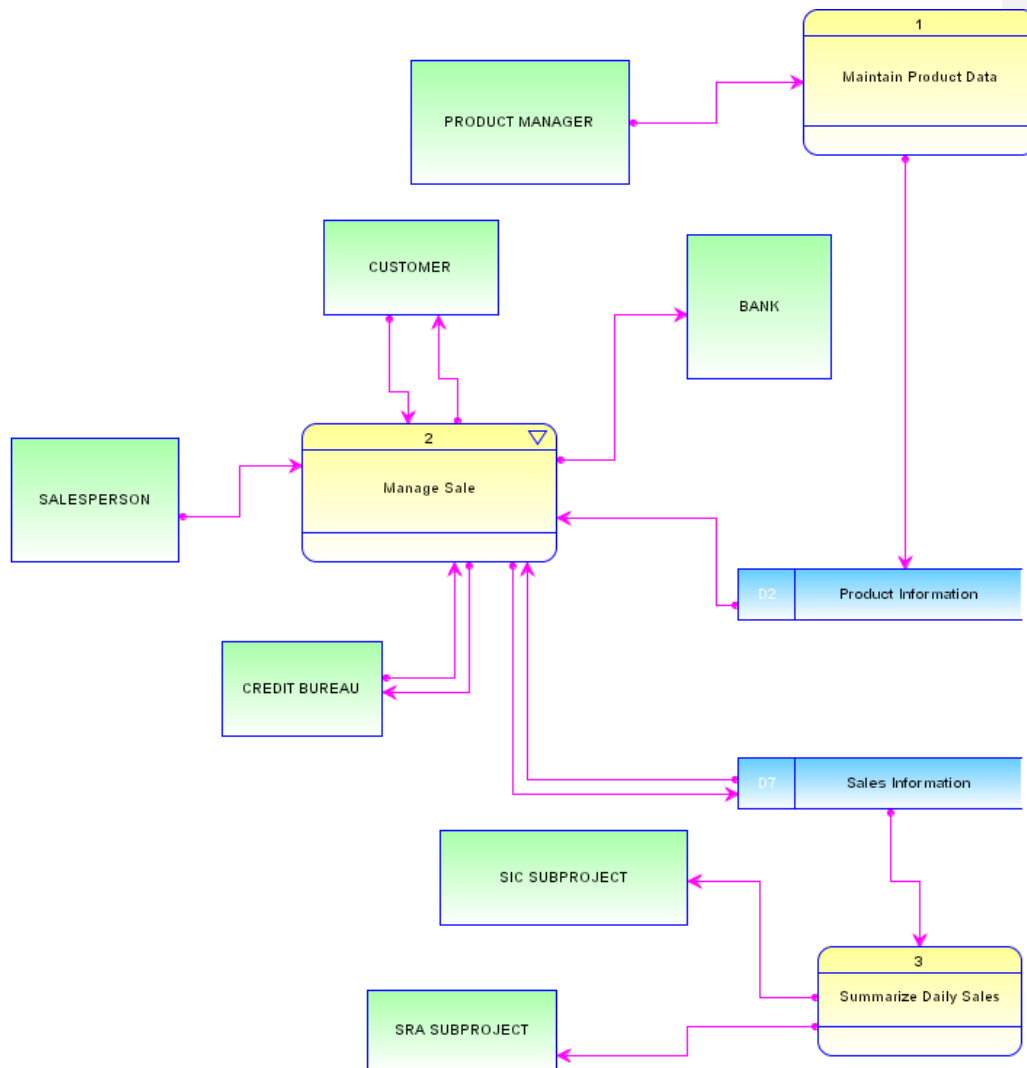 1
Maintain Product Data
PRODUCT MANAGER
CUSTOMER
BANK
2
Manage Sale
SALESPERSON
D2 Product Information
CREDIT BUREAU
D7 Sales Information
SIC SUBPROJECT
3
Summarize Daily Sales
SRA SUBPROJECT